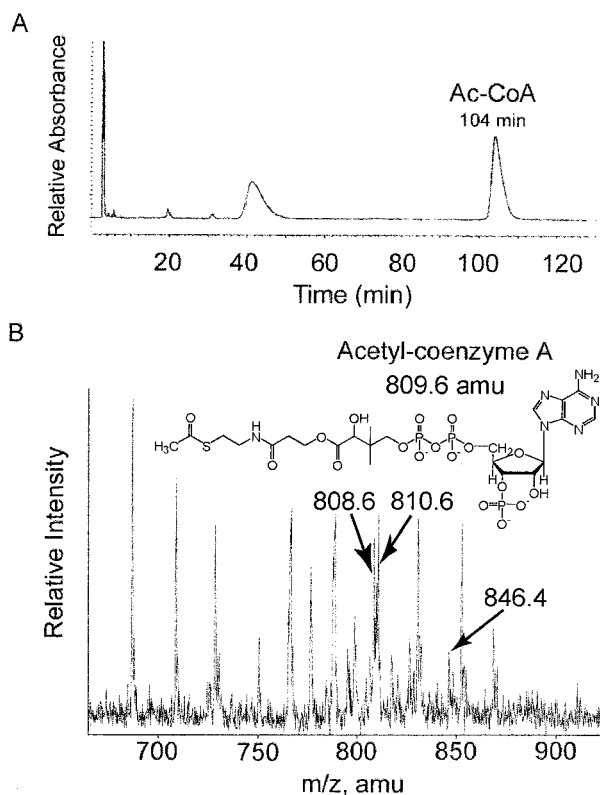 A
Relative Absorbance
Ac-CoA
104 min
20 40 60 80 100 120
Time (min)
B
Relative Intensity
Acetyl-coenzyme A
809.6 amu
NH2
N N
N N
O OH O O
CH3 S H N O O O P O P O CH2 O
O O O- O- H H
O OH
O=P-O-
O-
808.6 810.6
846.4
700 750 800 850 900
m/z, amu